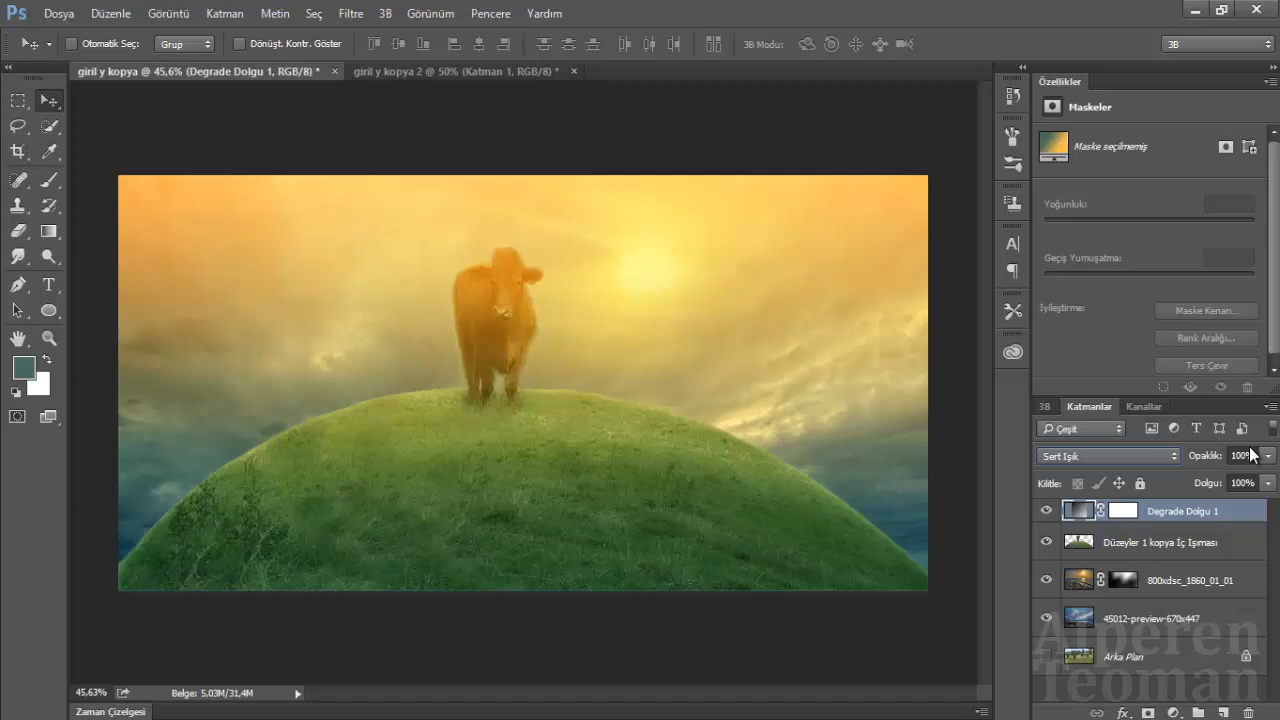 Ps Dosya Düzenle Görüntü Katman Metin Seç Filtre 3B Görünüm Pencere Yardım
Otomatik Seç: Grup Dönüşt. Kontr. Göster 3B Modu: 3B
giril y kopya @ 45,6% (Degrade Dolgu 1, RGB/8) * × giril y kopya 2 @ 50% (Katman 1, RGB/8) * ×
Özellikler
Maskeler
Maske seçilmemiş
Yoğunluk:
Geçiş Yumuşatma:
İyileştirme: Maske Kenarı...
Renk Aralığı...
Ters Çevir
3B Katmanlar Kanallar
Çeşit
Sert Işık Opaklık: 100%
Kilitle: Dolgu: 100%
Degrade Dolgu 1
Düzeyler 1 kopya İç Işıması
800xdsc_1860_01_01
45012-preview-670x447
Arka Plan
Alperen
Teoman
45,63% Belge: 5,03M/31,4M
Zaman Çizelgesi